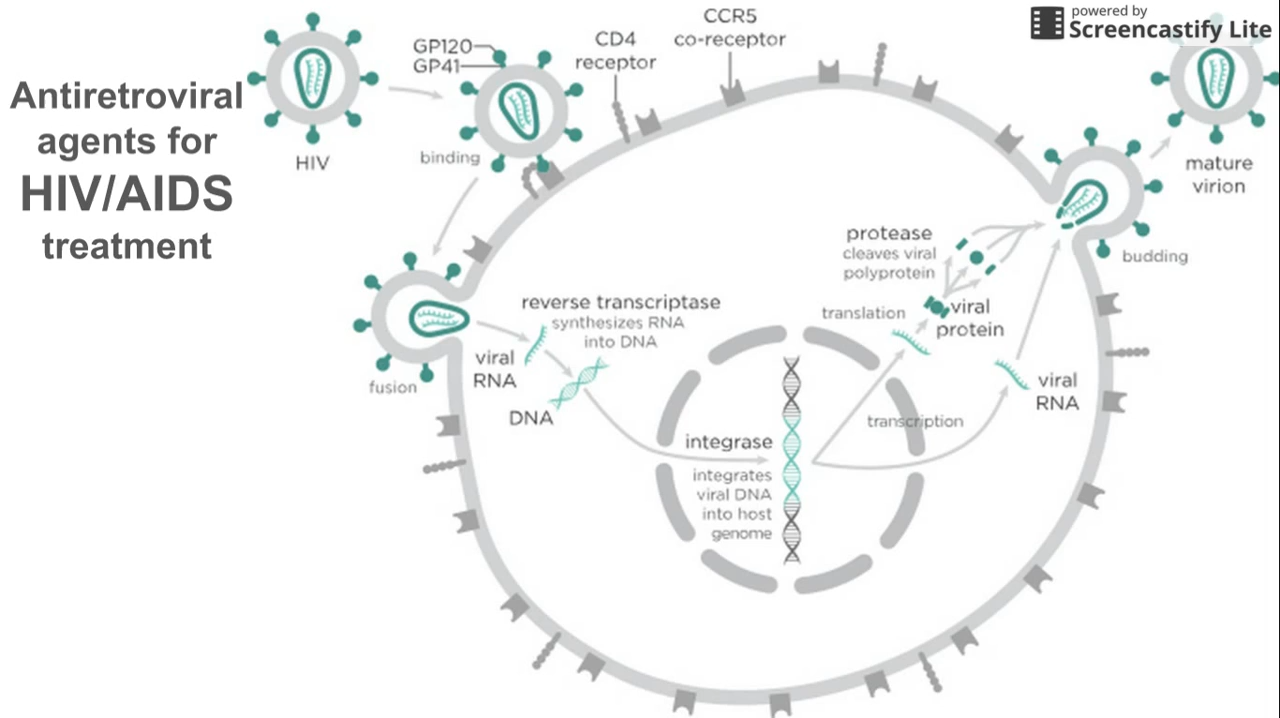 Antiretroviral
agents for
HIV/AIDS
treatment
HIV
GP120
GP41
binding
CD4
receptor
CCR5
co-receptor
powered by
Screencastify Lite
mature
virion
budding
fusion
viral
RNA
reverse transcriptase
synthesizes RNA
into DNA
DNA
integrase
integrates
viral DNA
into host
genome
transcription
translation
protease
cleaves viral
polyprotein
viral
protein
viral
RNA